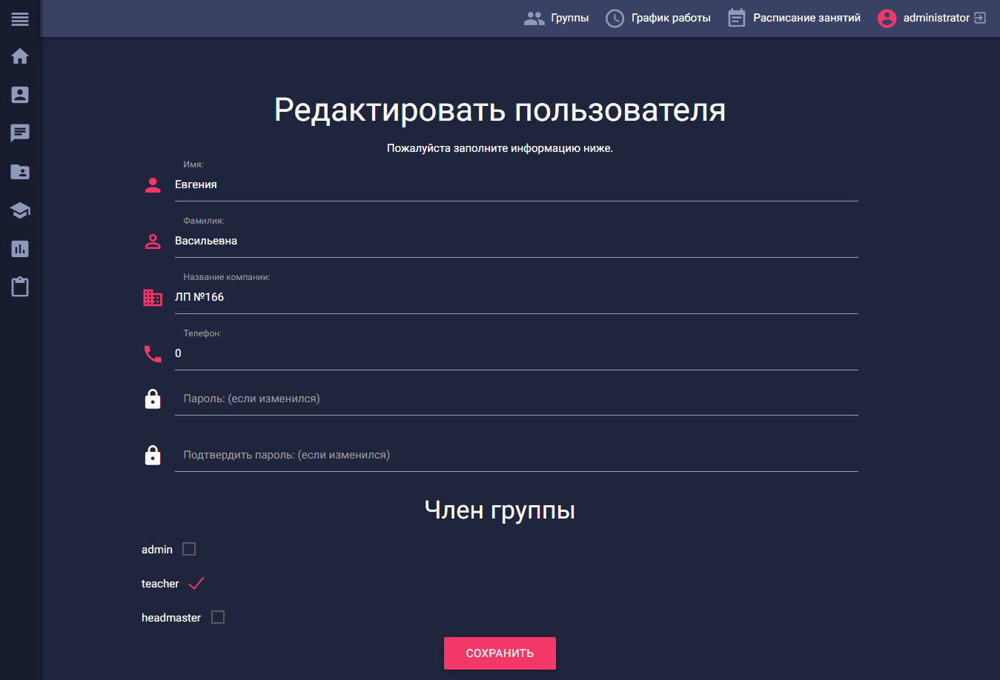 Группы График работы Расписание занятий administrator
Редактировать пользователя
Пожалуйста заполните информацию ниже.
Имя:
Евгения
Фамилия:
Васильевна
Название компании:
ЛП №166
Телефон:
0
Пароль: (если изменился)
Подтвердить пароль: (если изменился)
Член группы
admin
teacher
headmaster
СОХРАНИТЬ